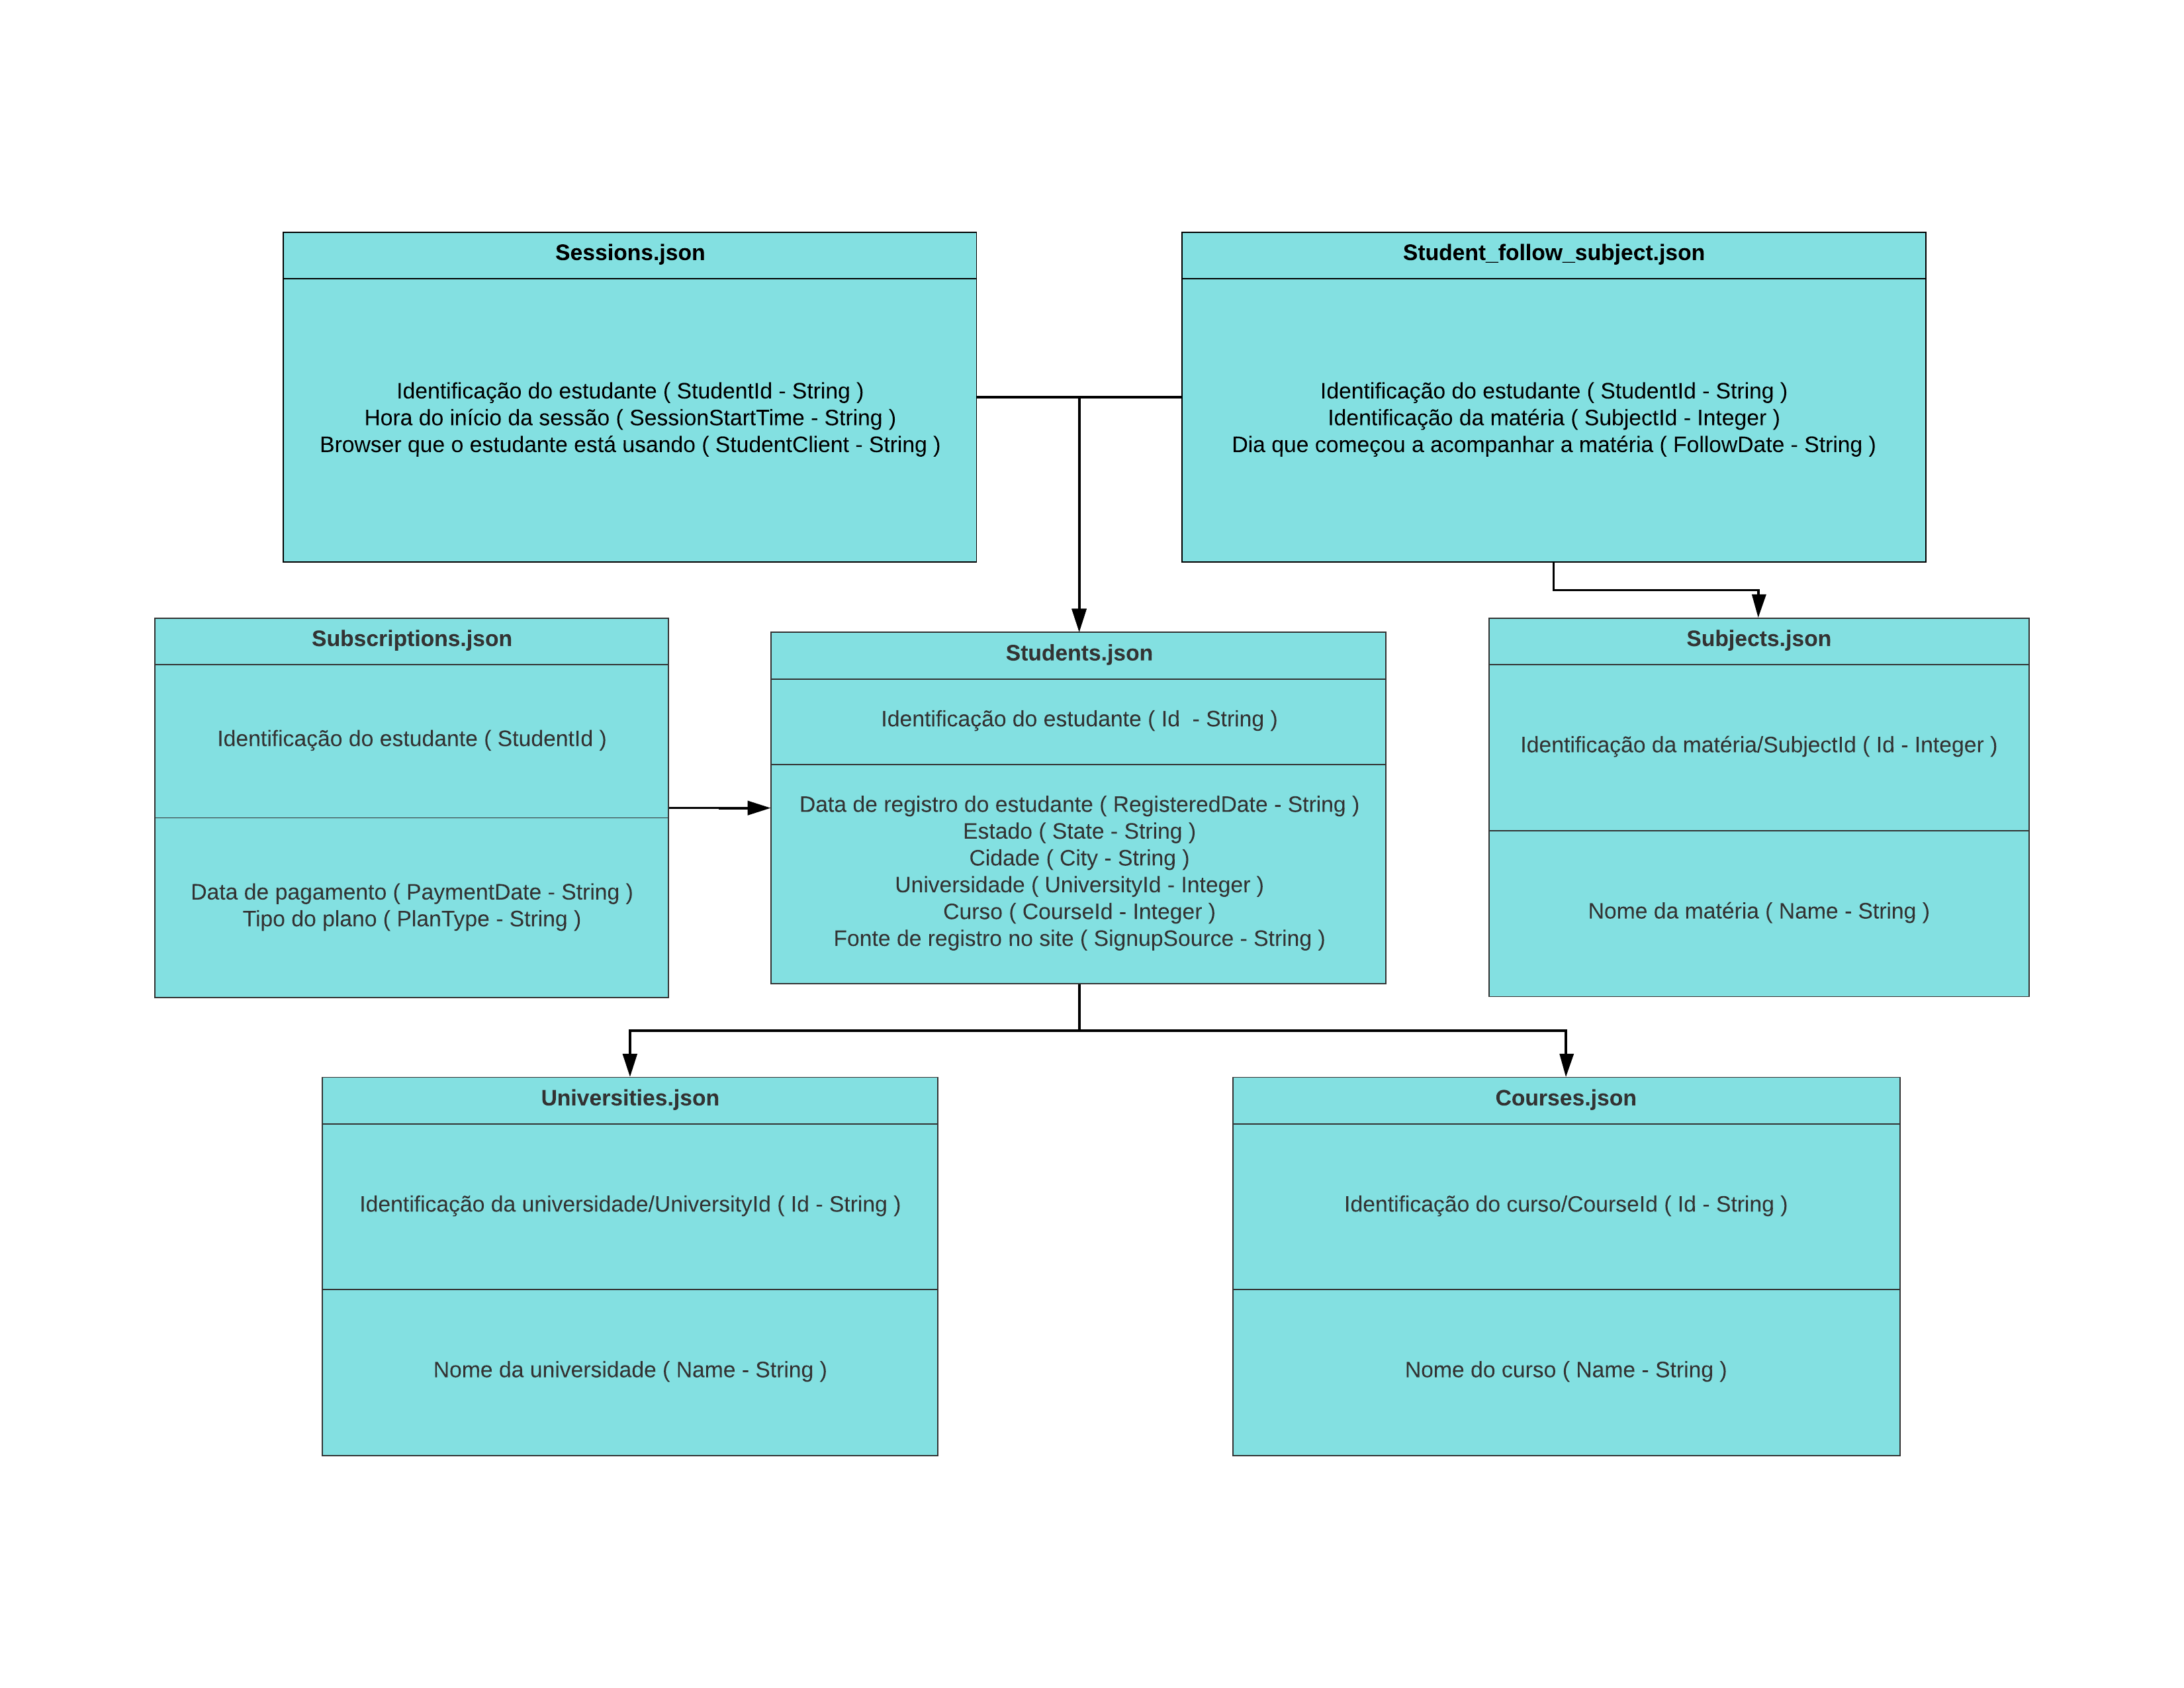 Sessions.json
Identificação do estudante ( StudentId - String )
Hora do início da sessão ( SessionStartTime - String )
Browser que o estudante está usando ( StudentClient - String )
Student_follow_subject.json
Identificação do estudante ( StudentId - String )
Identificação da matéria ( SubjectId - Integer )
Dia que começou a acompanhar a matéria ( FollowDate - String )
Subscriptions.json
Identificação do estudante ( StudentId )
Data de pagamento ( PaymentDate - String )
Tipo do plano ( PlanType - String )
Students.json
Identificação do estudante ( Id  - String )
Data de registro do estudante ( RegisteredDate - String )
Estado ( State - String )
Cidade ( City - String )
Universidade ( UniversityId - Integer )
Curso ( CourseId - Integer )
Fonte de registro no site ( SignupSource - String )
Subjects.json
Identificação da matéria/SubjectId ( Id - Integer )
Nome da matéria ( Name - String )
Universities.json
Identificação da universidade/UniversityId ( Id - String )
Nome da universidade ( Name - String )
Courses.json
Identificação do curso/CourseId ( Id - String )
Nome do curso ( Name - String )